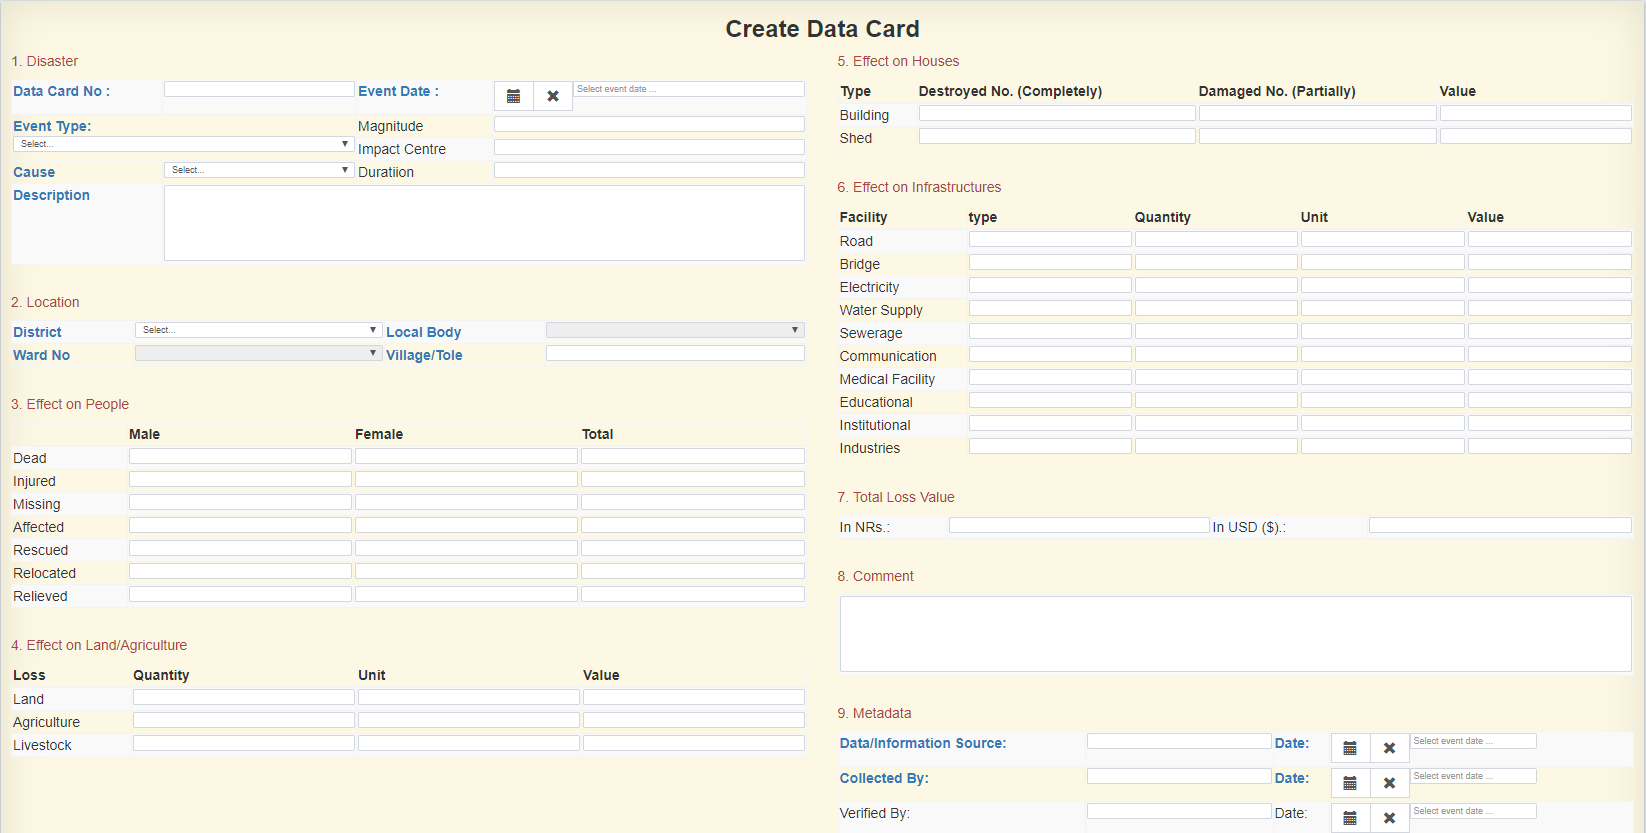 Create Data Card
1. Disaster
Data Card No :
Event Date :
Select event date ...
Event Type:
Select...
Magnitude
Impact Centre
Cause
Select...
Duratiion
Description
2. Location
District
Select...
Local Body
Ward No
Village/Tole
3. Effect on People
Male Female Total
Dead
Injured
Missing
Affected
Rescued
Relocated
Relieved
4. Effect on Land/Agriculture
Loss Quantity Unit Value
Land
Agriculture
Livestock
5. Effect on Houses
Type Destroyed No. (Completely) Damaged No. (Partially) Value
Building
Shed
6. Effect on Infrastructures
Facility type Quantity Unit Value
Road
Bridge
Electricity
Water Supply
Sewerage
Communication
Medical Facility
Educational
Institutional
Industries
7. Total Loss Value
In NRs.: In USD ($).:
8. Comment
9. Metadata
Data/Information Source: Date: Select event date ...
Collected By: Date: Select event date ...
Verified By: Date: Select event date ...